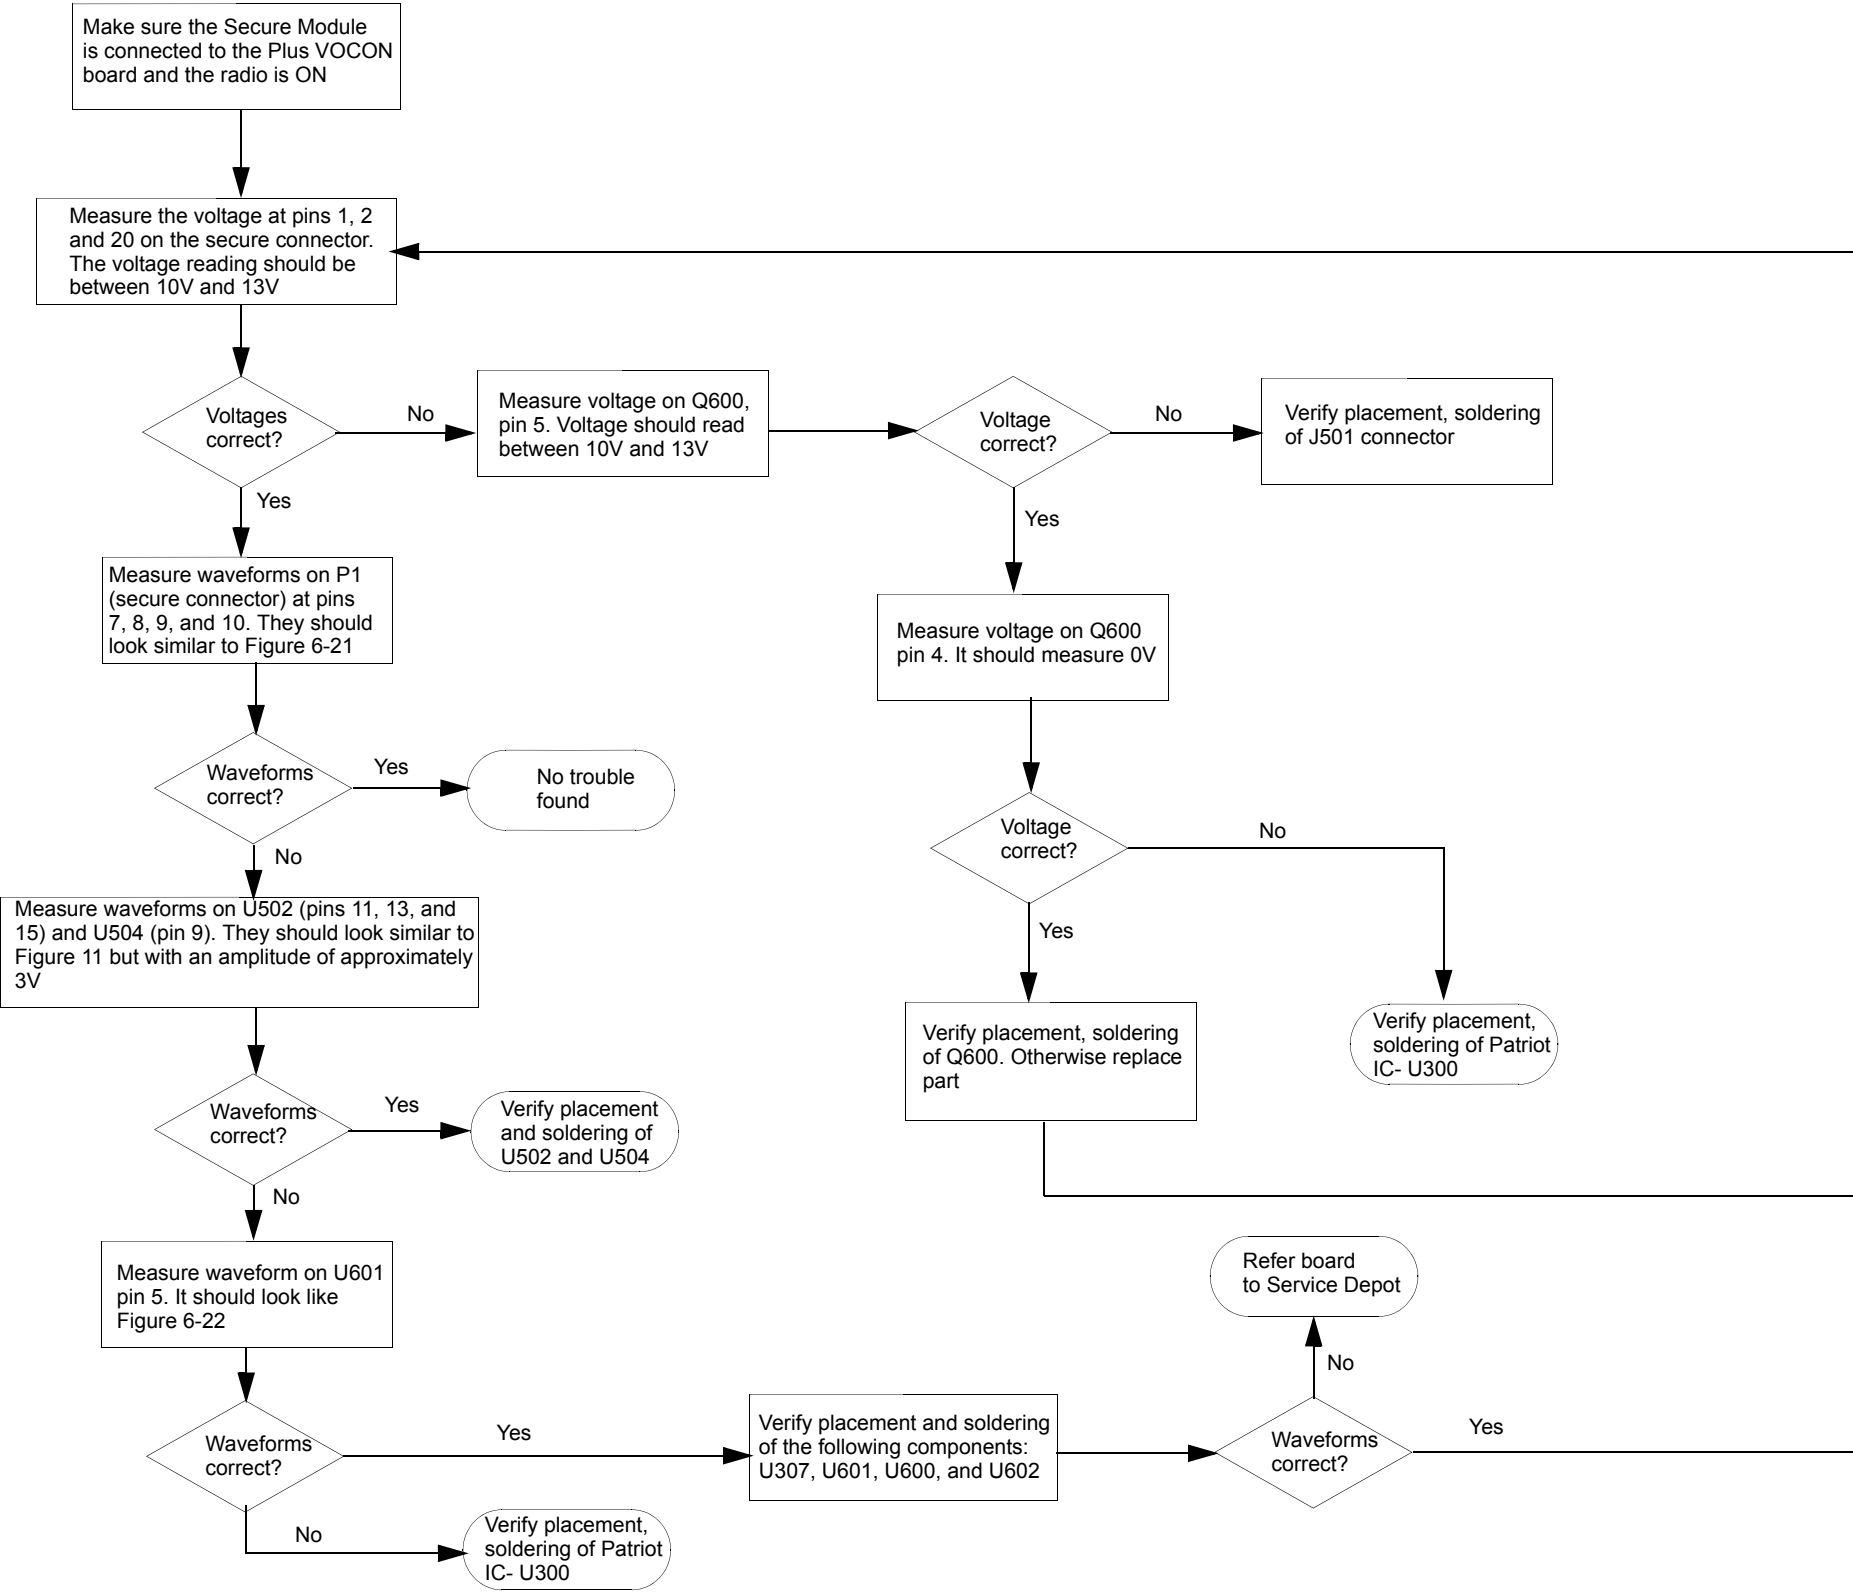 Make sure the Secure Module
is connected to the Plus VOCON
board and the radio is ON
Measure the voltage at pins 1, 2
and 20 on the secure connector.
The voltage reading should be
between 10V and 13V
Voltages
correct?
No
Measure voltage on Q600,
pin 5. Voltage should read
between 10V and 13V
Voltage
correct?
No
Verify placement, soldering
of J501 connector
Yes
Yes
Measure waveforms on P1
(secure connector) at pins
7, 8, 9, and 10. They should
look similar to Figure 6-21
Measure voltage on Q600
pin 4. It should measure 0V
Waveforms
correct?
Yes
No trouble
found
Voltage
correct?
No
No
Measure waveforms on U502 (pins 11, 13, and
15) and U504 (pin 9). They should look similar to
Figure 11 but with an amplitude of approximately
3V
Yes
Verify placement, soldering
of Q600. Otherwise replace
part
Verify placement,
soldering of Patriot
IC- U300
Waveforms
correct?
Yes
Verify placement
and soldering of
U502 and U504
No
Measure waveform on U601
pin 5. It should look like
Figure 6-22
Refer board
to Service Depot
No
Waveforms
correct?
Yes
Verify placement and soldering
of the following components:
U307, U601, U600, and U602
Waveforms
correct?
Yes
No
Verify placement,
soldering of Patriot
IC- U300